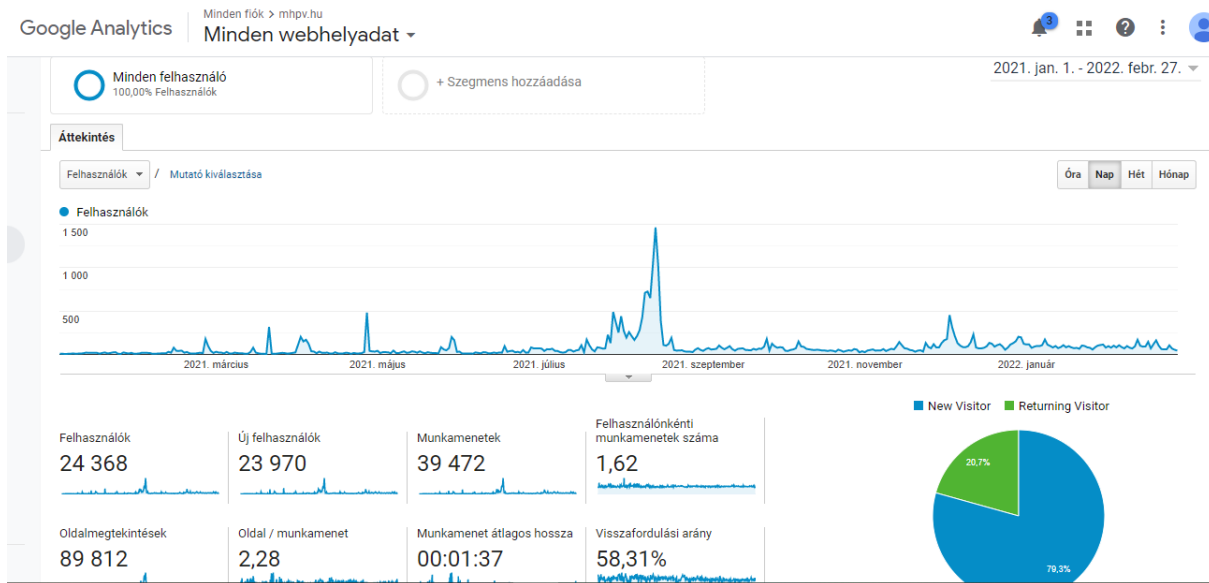 Google Analytics
Minden fiók > mhpv.hu
Minden webhelyadat
3
Minden felhasználó
100,00% Felhasználók
+ Szegmens hozzáadása
2021. jan. 1. - 2022. febr. 27.
Áttekintés
Felhasználók / Mutató kiválasztása
Óra Nap Hét Hónap
Felhasználók
1 500
1 000
500
2021. március 2021. május 2021. július 2021. szeptember 2021. november 2022. január
New Visitor Returning Visitor
Felhasználók
24 368
Új felhasználók
23 970
Munkamenetek
39 472
Felhasználónkénti
munkamenetek száma
1,62
20,7%
79,3%
Oldalmegtekintések
89 812
Oldal / munkamenet
2,28
Munkamenet átlagos hossza
00:01:37
Visszafordulási arány
58,31%